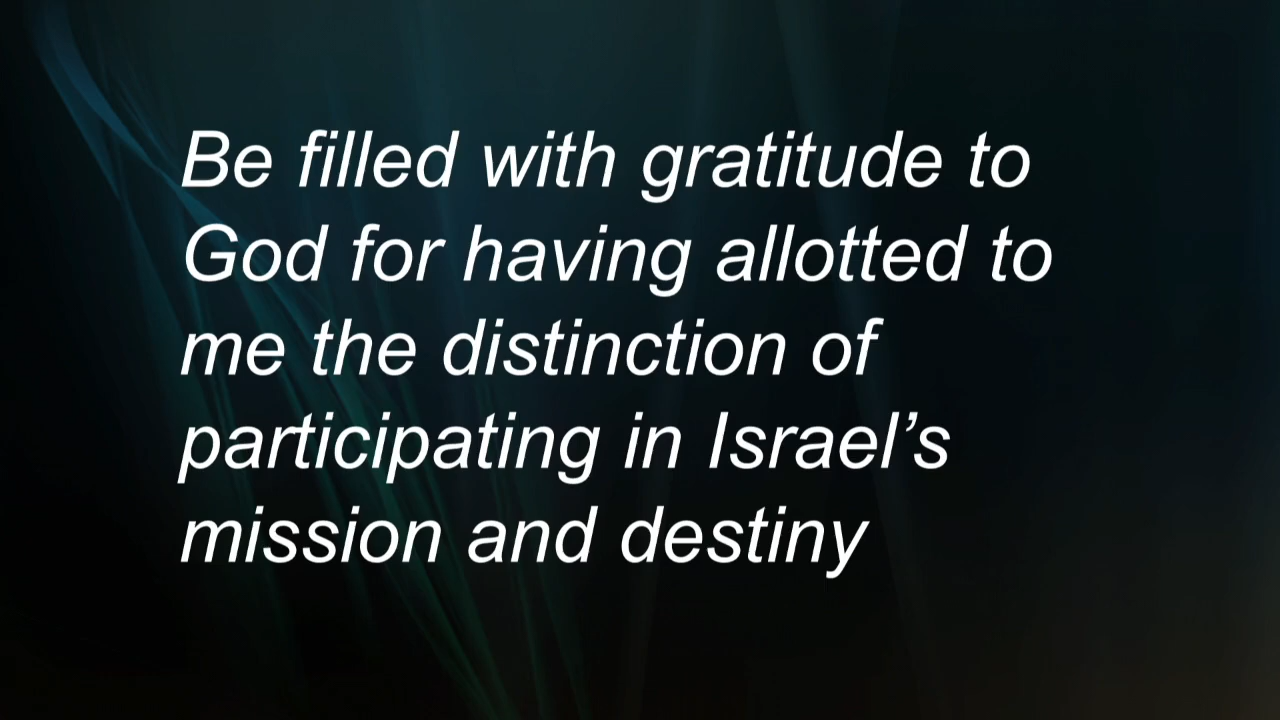 Be filled with gratitude to
God for having allotted to
me the distinction of
participating in Israel’s
mission and destiny